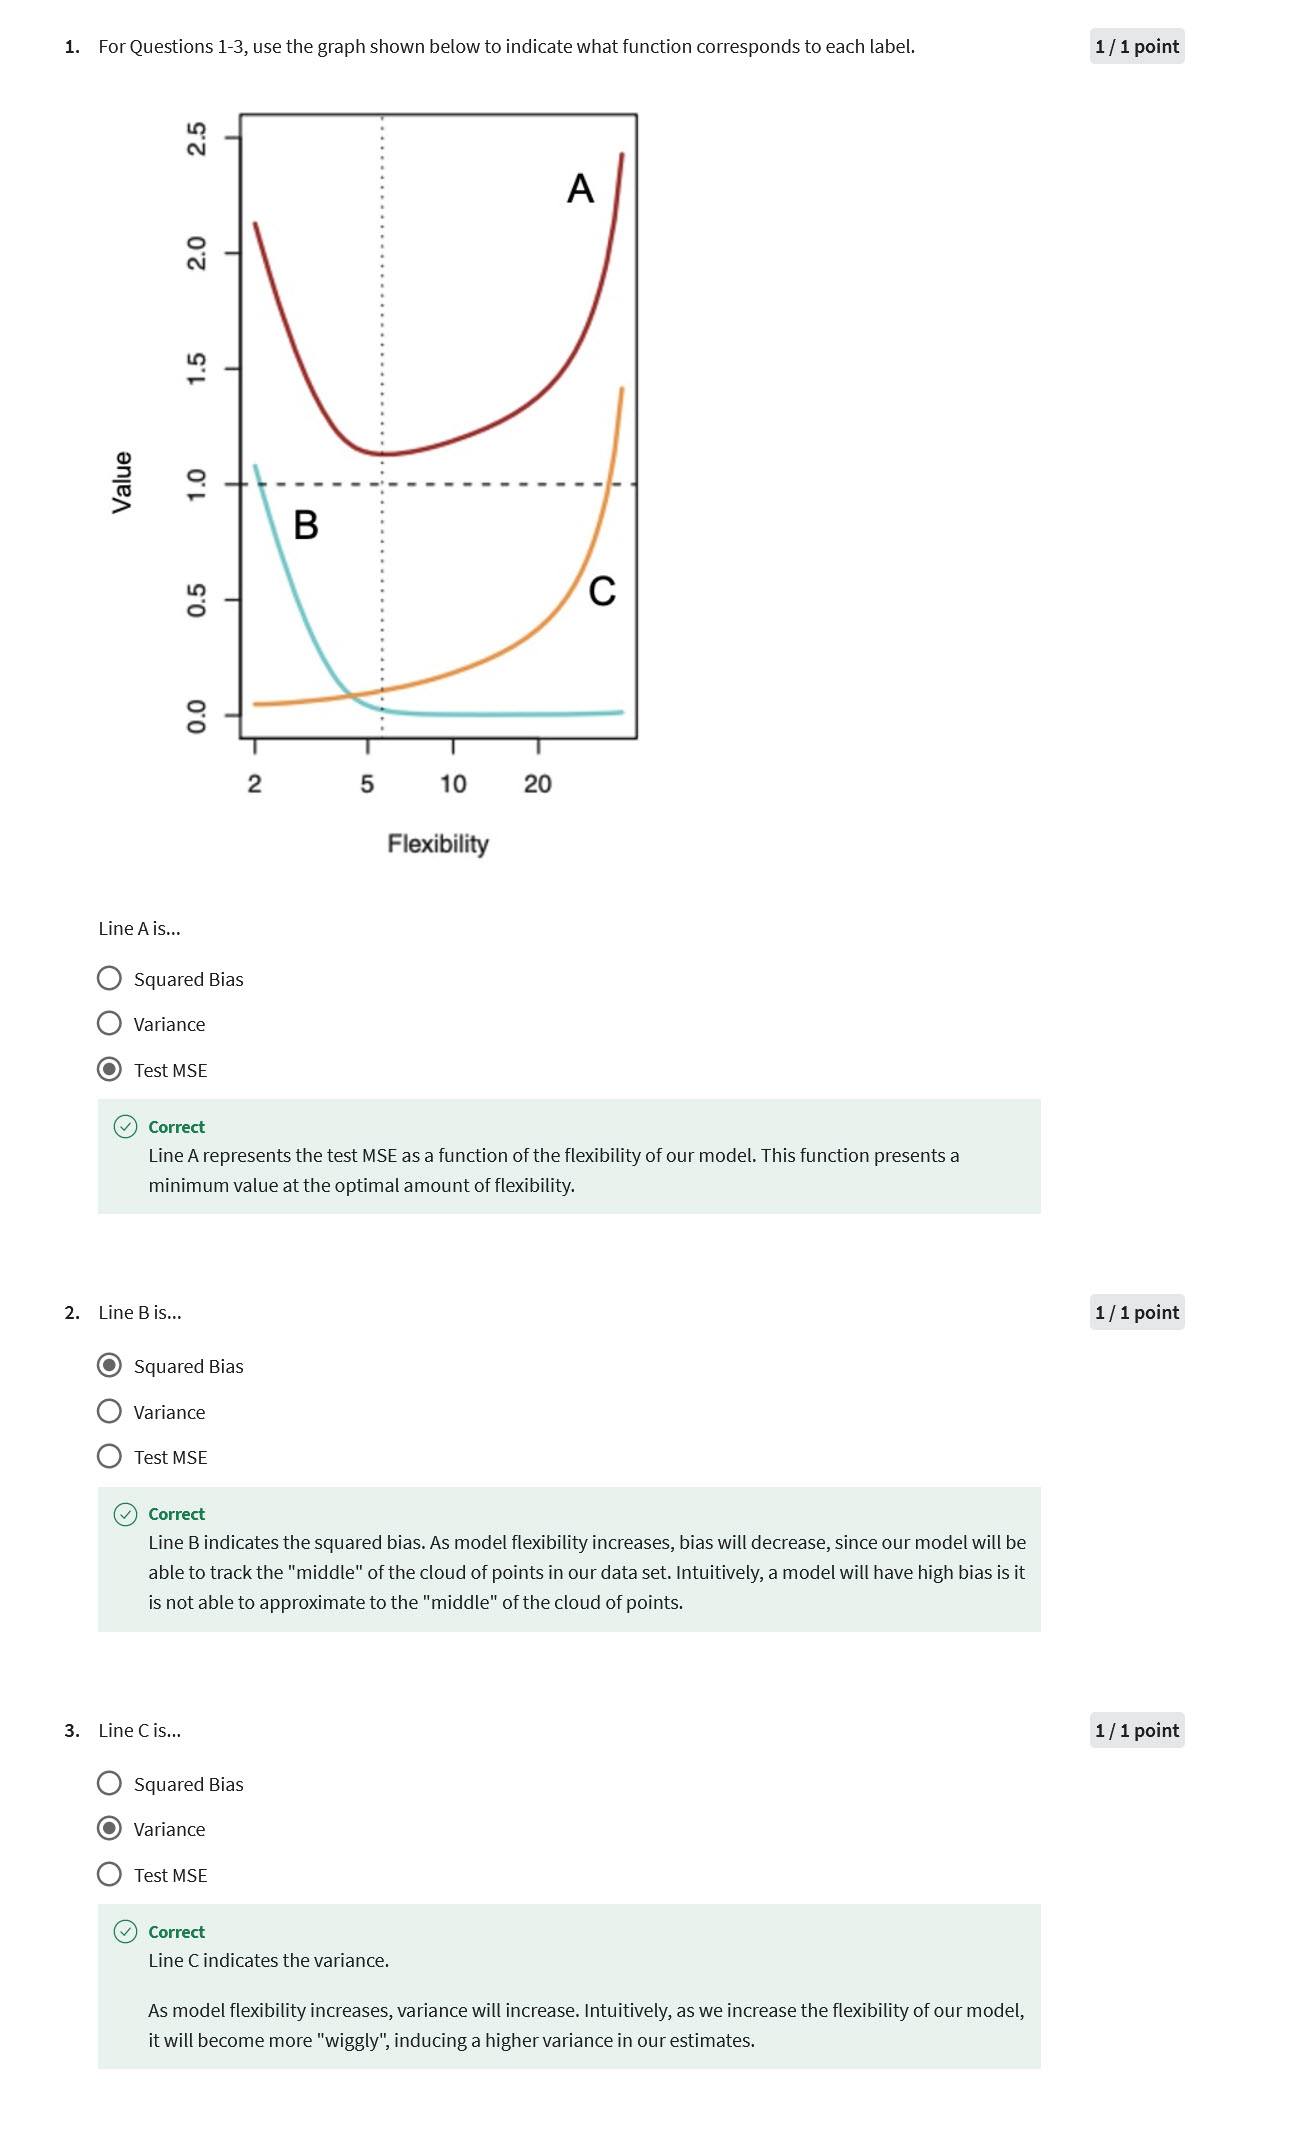 1. For Questions 1-3, use the graph shown below to indicate what function corresponds to each label.
1 / 1 point
2.5
A
2.0
1.5
Value
1.0
B
0.5
C
0.0
2 5 10 20
Flexibility
Line A is...
Squared Bias
Variance
Test MSE
Correct
Line A represents the test MSE as a function of the flexibility of our model. This function presents a
minimum value at the optimal amount of flexibility.
2. Line B is...
1 / 1 point
Squared Bias
Variance
Test MSE
Correct
Line B indicates the squared bias. As model flexibility increases, bias will decrease, since our model will be
able to track the "middle" of the cloud of points in our data set. Intuitively, a model will have high bias is it
is not able to approximate to the "middle" of the cloud of points.
3. Line C is...
1 / 1 point
Squared Bias
Variance
Test MSE
Correct
Line C indicates the variance.
As model flexibility increases, variance will increase. Intuitively, as we increase the flexibility of our model,
it will become more "wiggly", inducing a higher variance in our estimates.